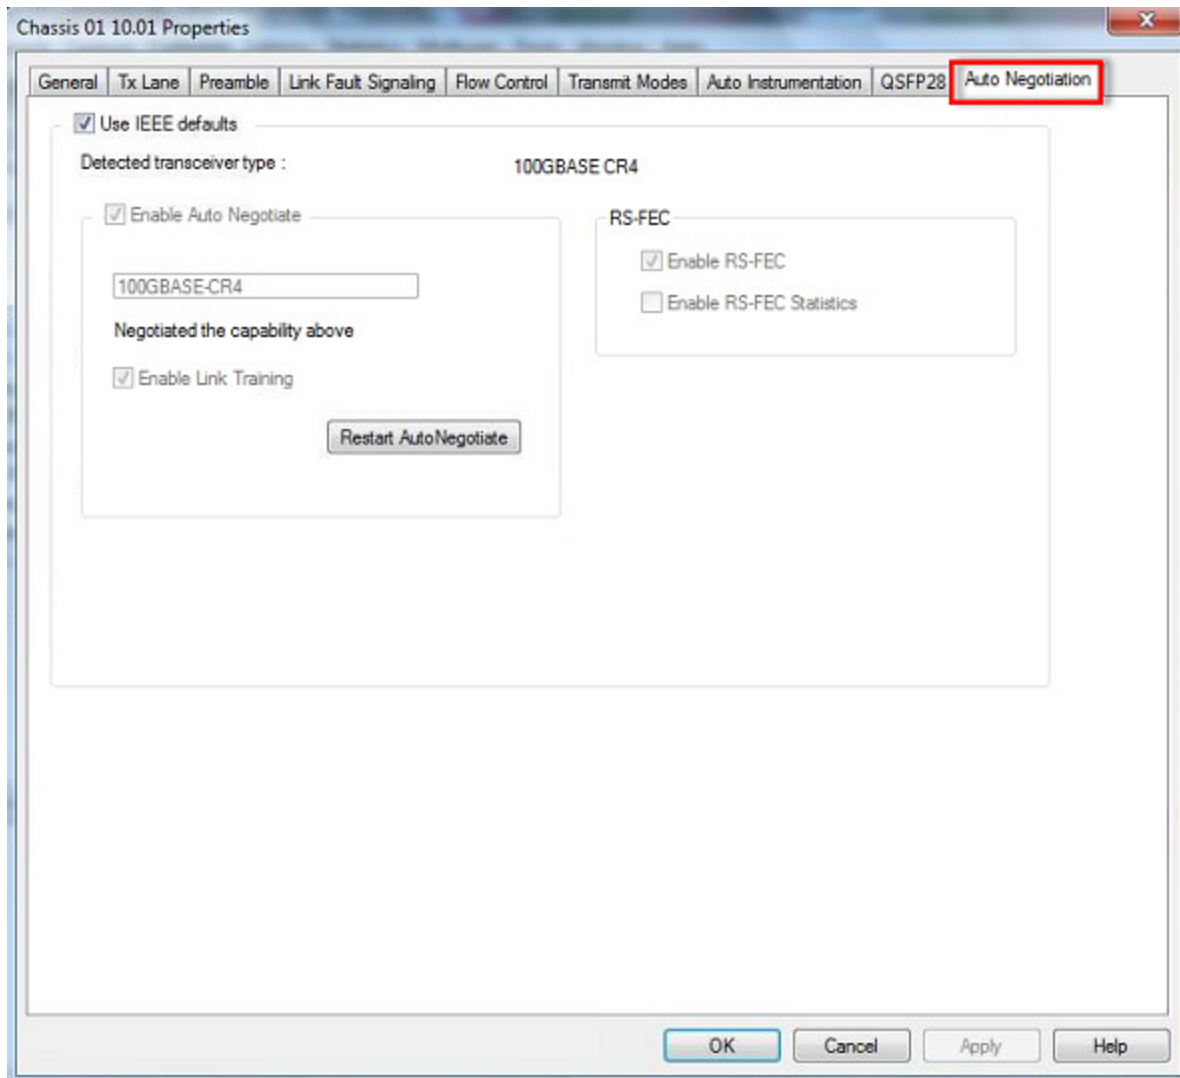 Chassis 01 10.01 Properties
General Tx Lane Preamble Link Fault Signaling Flow Control Transmit Modes Auto Instrumentation QSFP28 Auto Negotiation
Use IEEE defaults
Detected transceiver type : 100GBASE CR4
Enable Auto Negotiate
RS-FEC
Enable RS-FEC
100GBASE-CR4
Enable RS-FEC Statistics
Negotiated the capability above
Enable Link Training
Restart AutoNegotiate
OK Cancel Apply Help